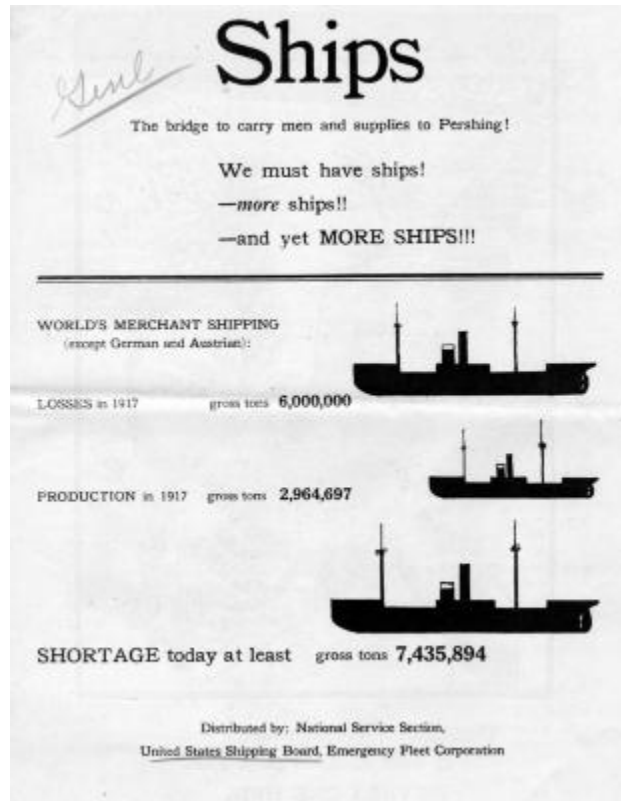 Ships
Genl
The bridge to carry men and supplies to Pershing!
We must have ships!
—more ships!!
—and yet MORE SHIPS!!!
WORLD'S MERCHANT SHIPPING
(except German and Austrian):
LOSSES in 1917 gross tons 6,000,000
PRODUCTION in 1917 gross tons 2,964,697
SHORTAGE today at least gross tons 7,435,894
Distributed by: National Service Section,
United States Shipping Board, Emergency Fleet Corporation